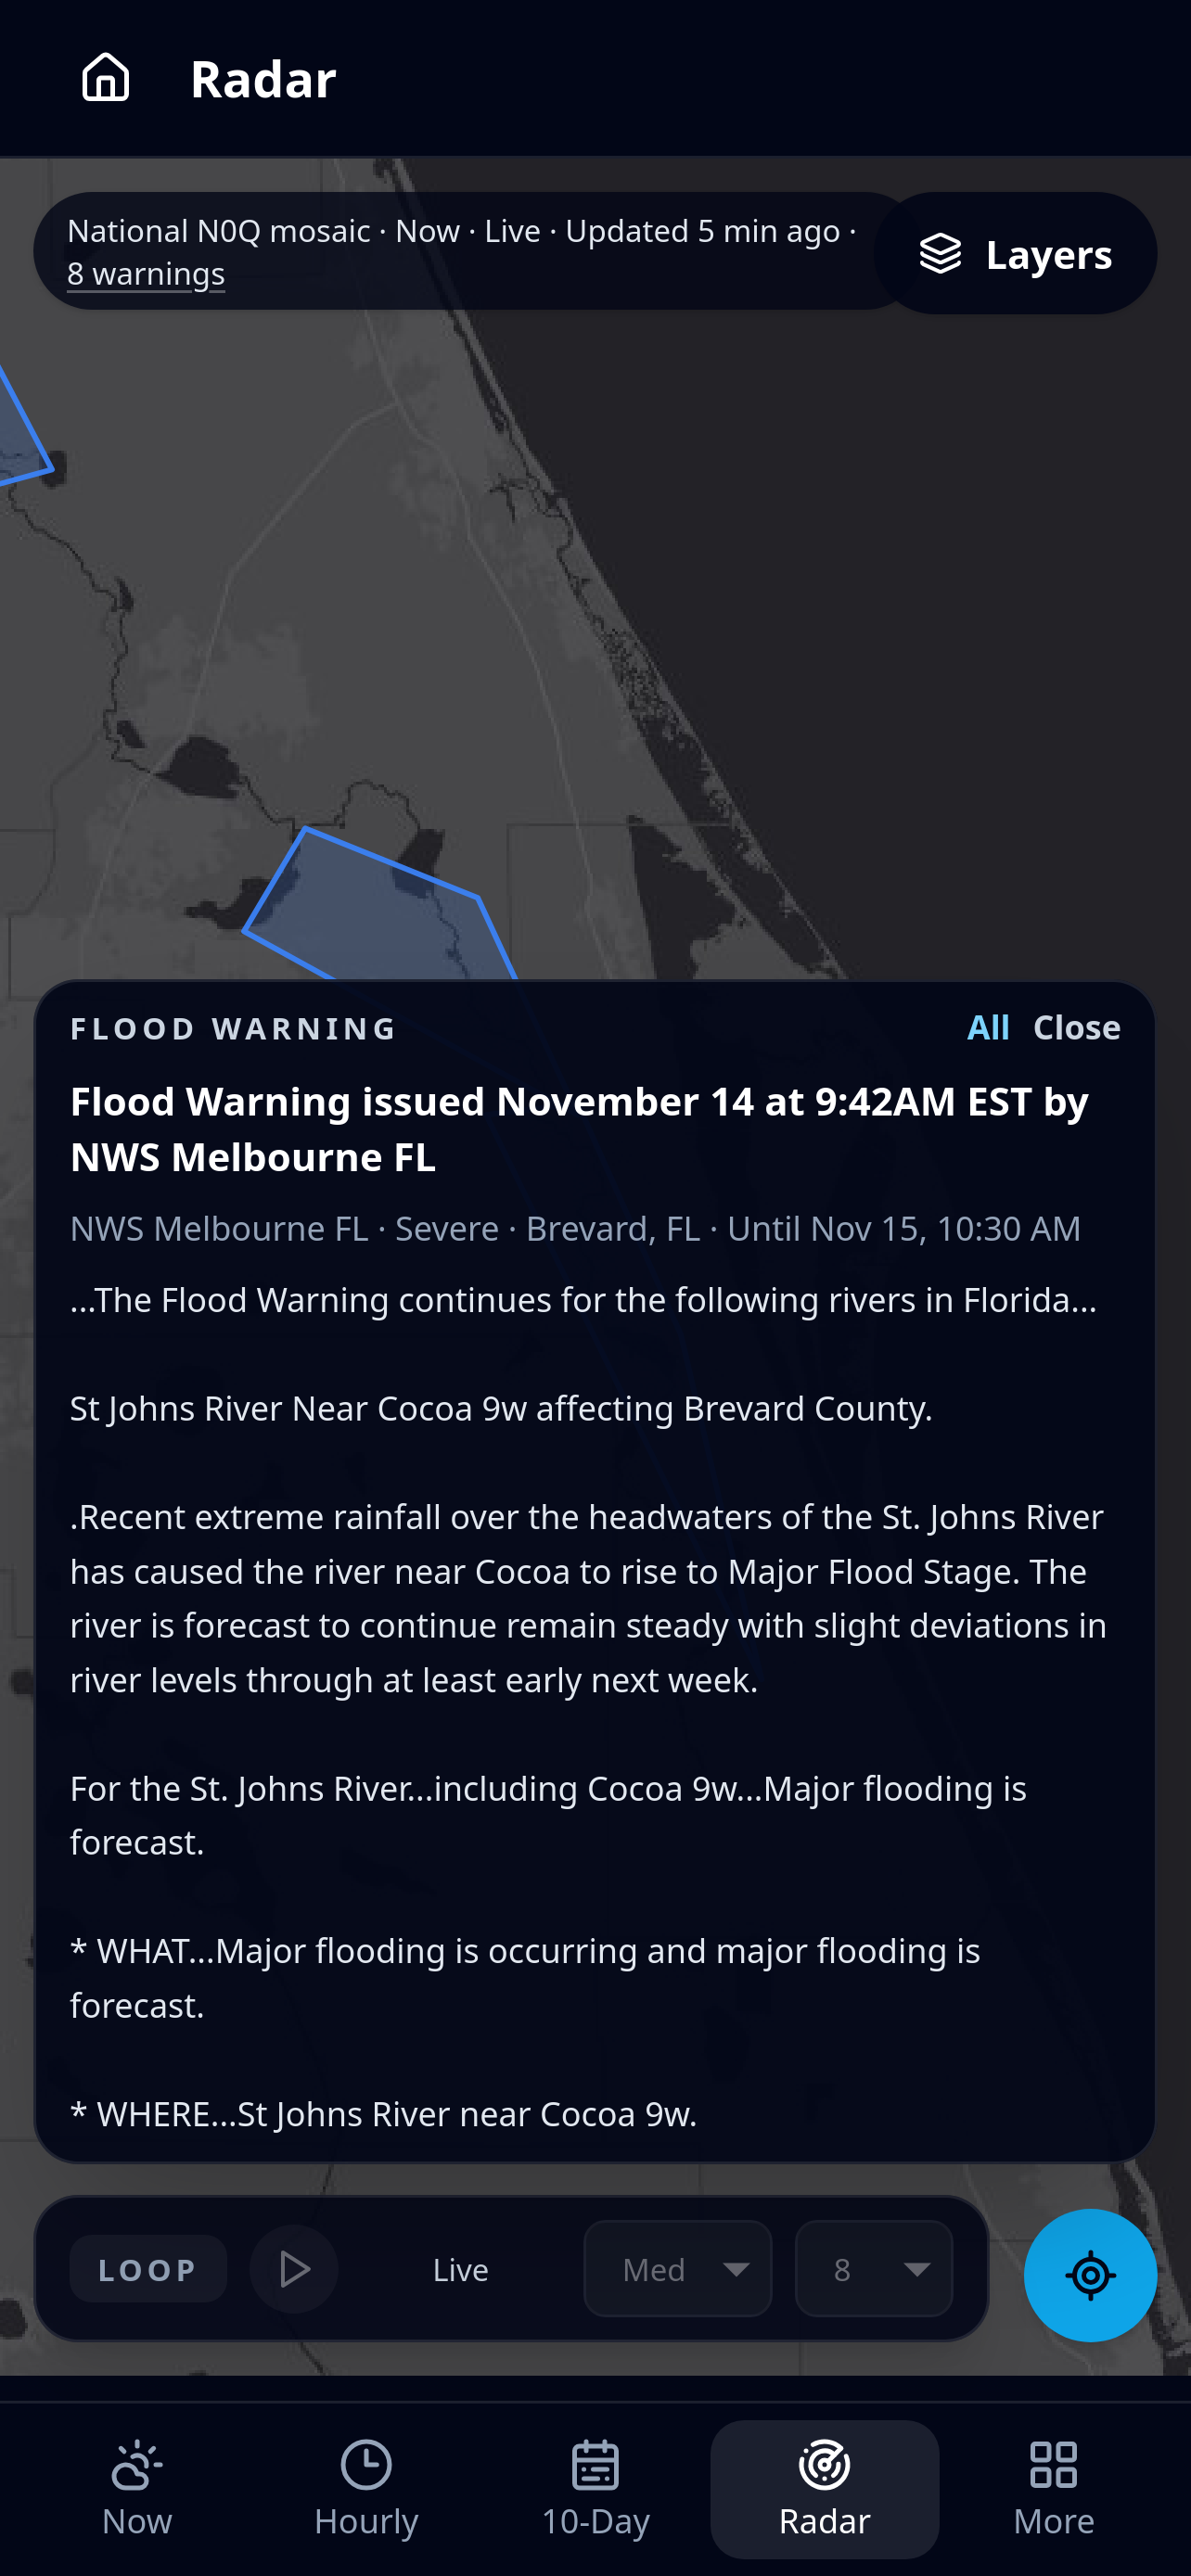 Radar
National N0Q mosaic · Now · Live · Updated 5 min ago ·
8 warnings
Layers
FLOOD WARNING
All Close
Flood Warning issued November 14 at 9:42AM EST by
NWS Melbourne FL
NWS Melbourne FL · Severe · Brevard, FL · Until Nov 15, 10:30 AM
...The Flood Warning continues for the following rivers in Florida...
St Johns River Near Cocoa 9w affecting Brevard County.
.Recent extreme rainfall over the headwaters of the St. Johns River
has caused the river near Cocoa to rise to Major Flood Stage. The
river is forecast to continue remain steady with slight deviations in
river levels through at least early next week.
For the St. Johns River...including Cocoa 9w...Major flooding is
forecast.
* WHAT...Major flooding is occurring and major flooding is
forecast.
* WHERE...St Johns River near Cocoa 9w.
LOOP Live Med 8
Now Hourly 10-Day Radar More